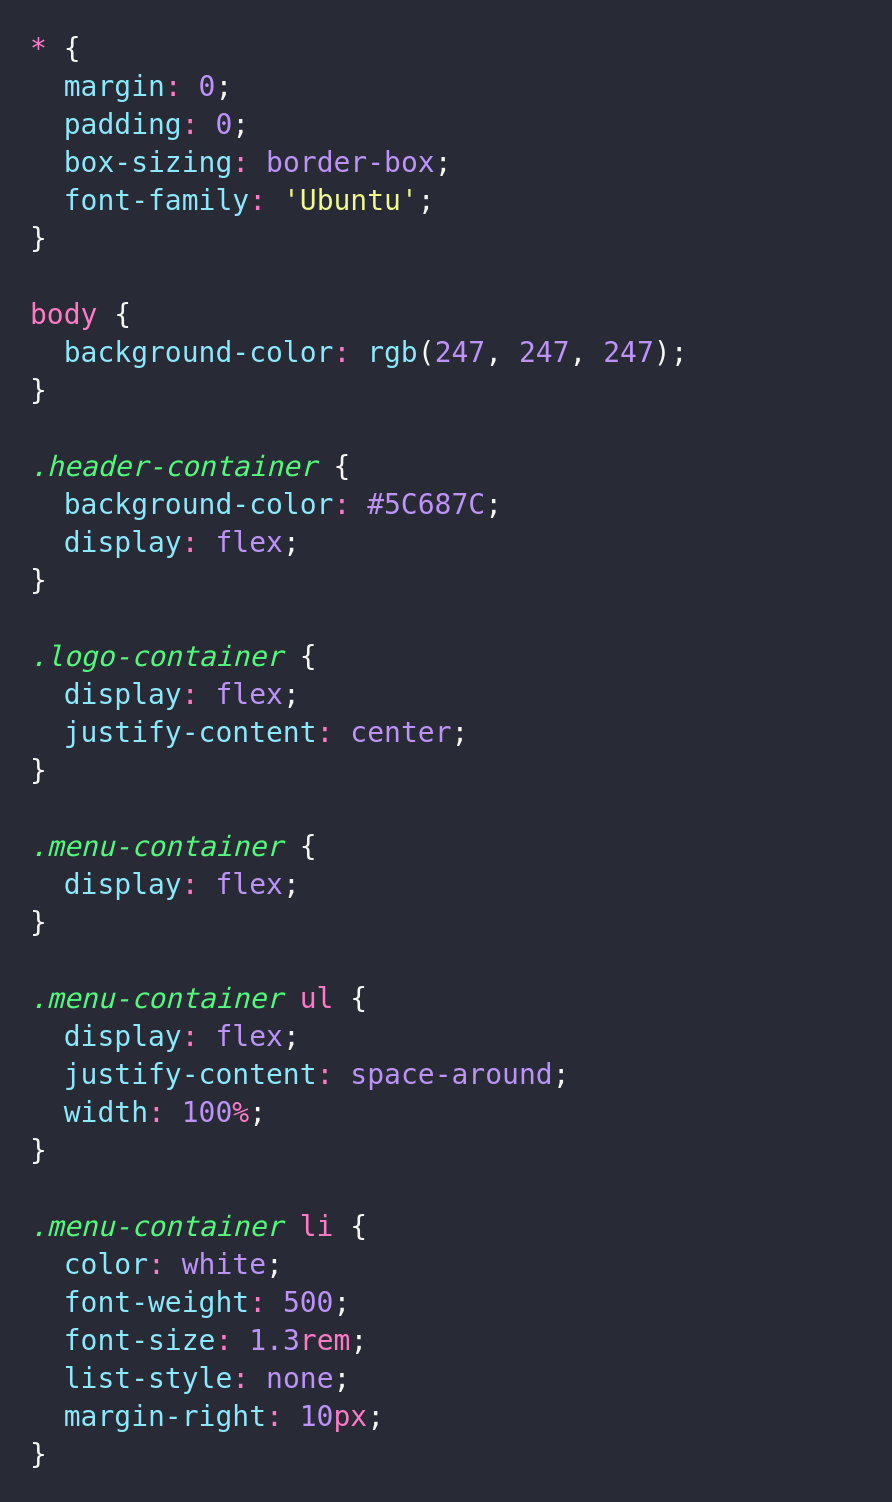 * {
  margin: 0;
  padding: 0;
  box-sizing: border-box;
  font-family: 'Ubuntu';
}

body {
  background-color: rgb(247, 247, 247);
}

.header-container {
  background-color: #5C687C;
  display: flex;
}

.logo-container {
  display: flex;
  justify-content: center;
}

.menu-container {
  display: flex;
}

.menu-container ul {
  display: flex;
  justify-content: space-around;
  width: 100%;
}

.menu-container li {
  color: white;
  font-weight: 500;
  font-size: 1.3rem;
  list-style: none;
  margin-right: 10px;
}